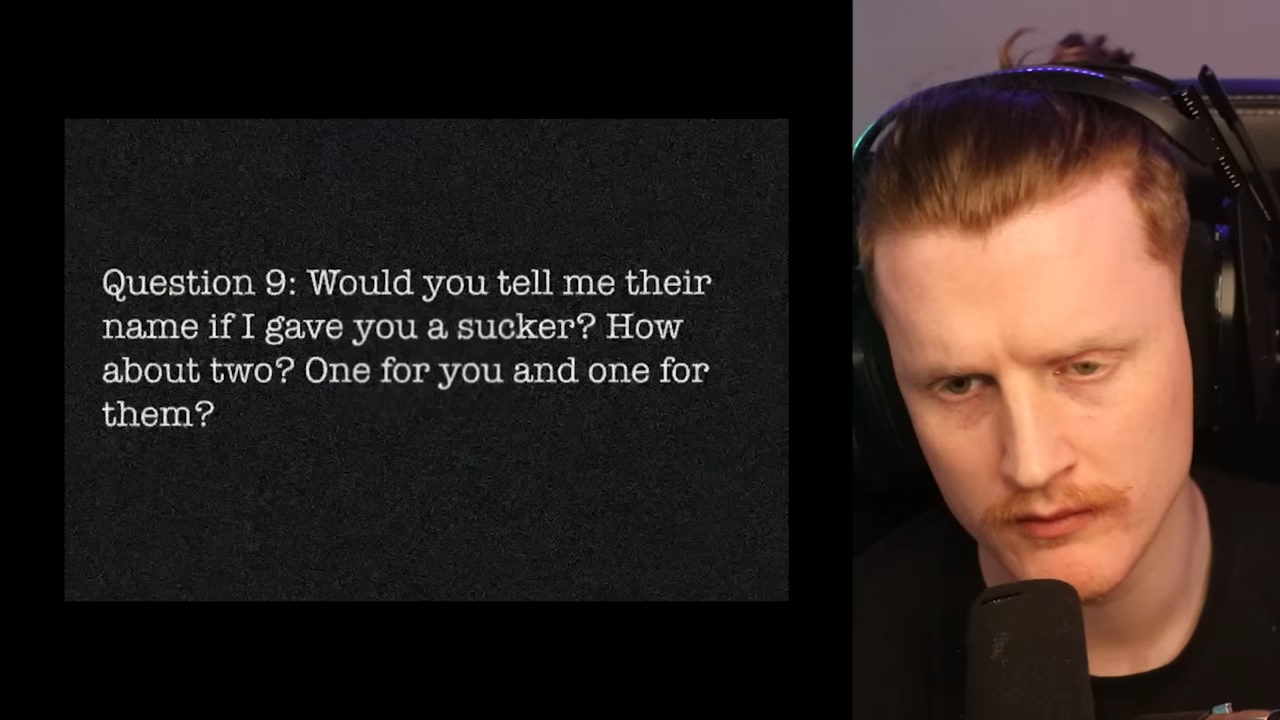 Question 9: Would you tell me their
name if I gave you a sucker? How
about two? One for you and one for
them?